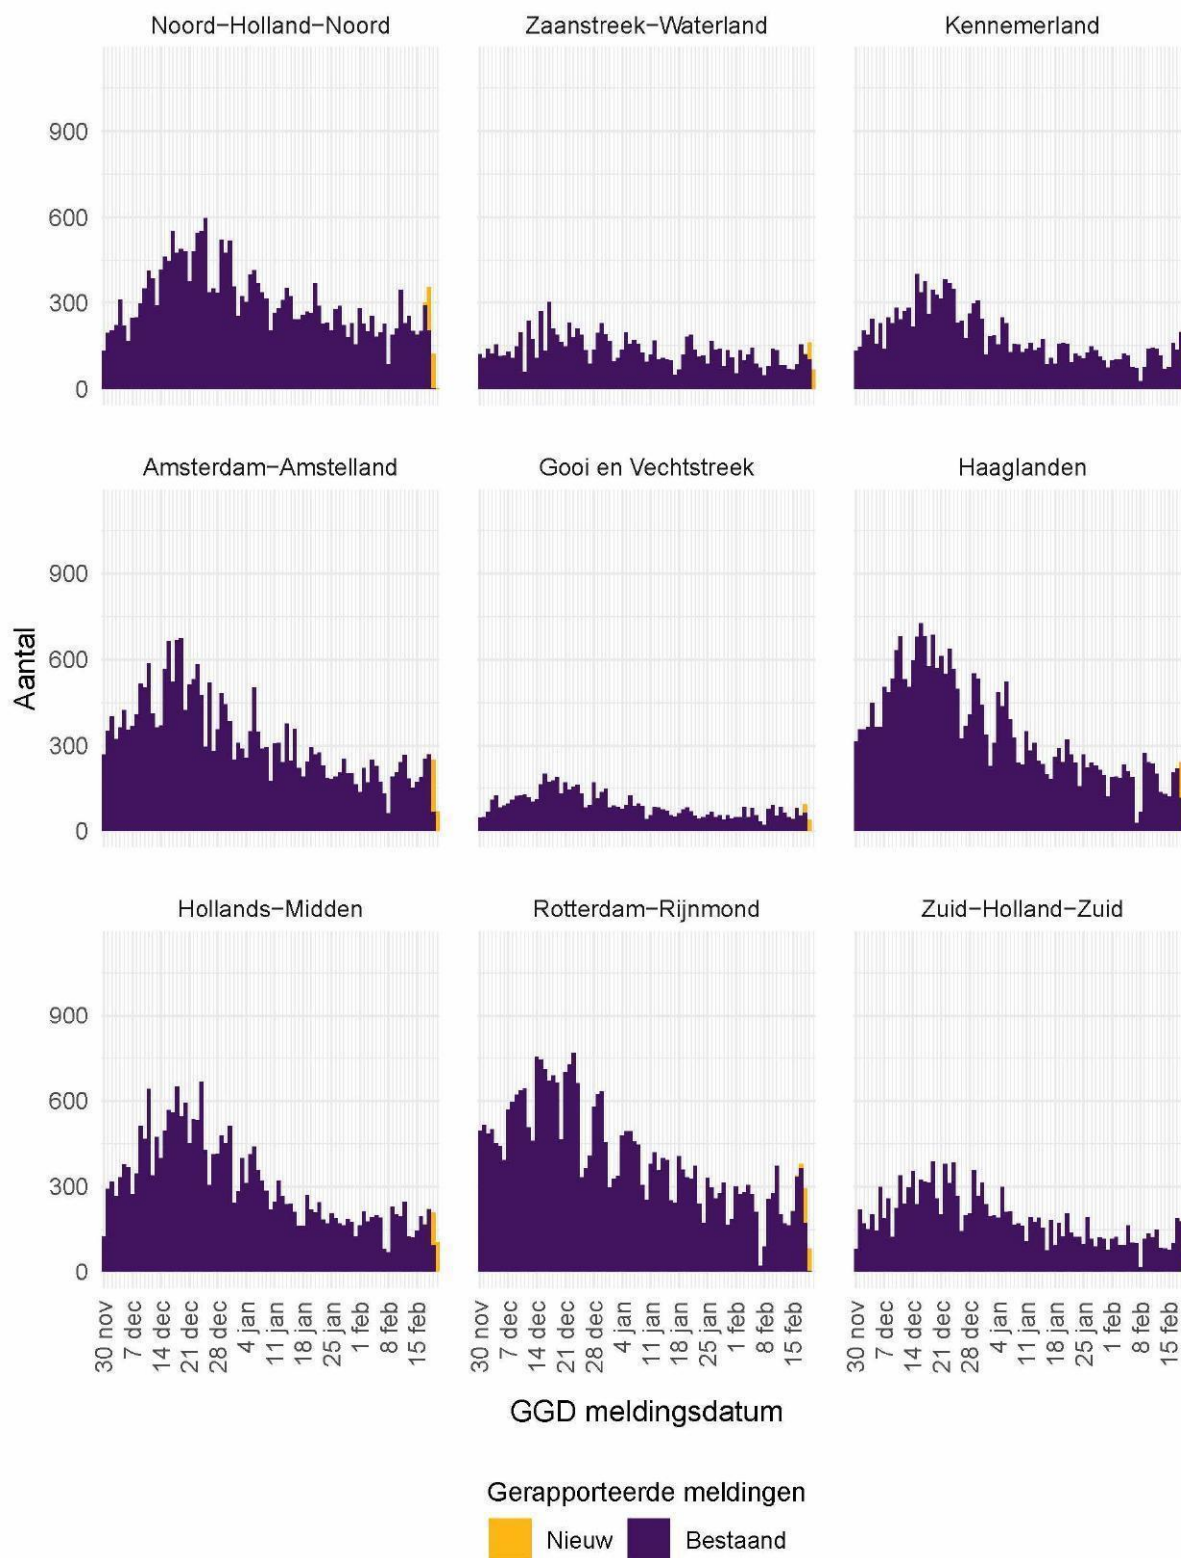 Noord-Holland-Noord Zaanstreek-Waterland Kennemerland
900
600
300
0
Amsterdam-Amstelland Gooi en Vechtstreek Haaglanden
900
600
300
0
Aantal
Hollands-Midden Rotterdam-Rijnmond Zuid-Holland-Zuid
900
600
300
0
30 nov 7 dec 14 dec 21 dec 28 dec 4 jan 11 jan 18 jan 25 jan 1 feb 8 feb 15 feb
30 nov 7 dec 14 dec 21 dec 28 dec 4 jan 11 jan 18 jan 25 jan 1 feb 8 feb 15 feb
30 nov 7 dec 14 dec 21 dec 28 dec 4 jan 11 jan 18 jan 25 jan 1 feb 8 feb 15 feb
GGD meldingsdatum
Gerapporteerde meldingen
Nieuw Bestaand